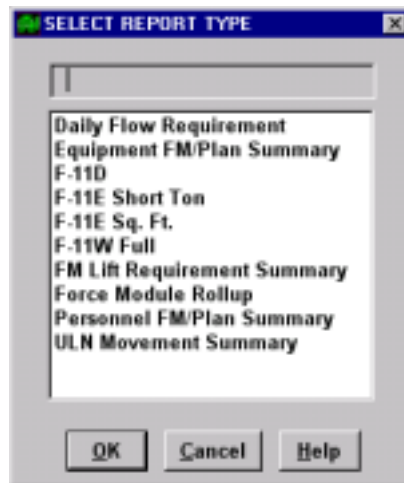 SELECT REPORT TYPE
Daily Flow Requirement
Equipment FM/Plan Summary
F-11D
F-11E Short Ton
F-11E Sq. Ft.
F-11W Full
FM Lift Requirement Summary
Force Module Rollup
Personnel FM/Plan Summary
ULN Movement Summary
OK Cancel Help